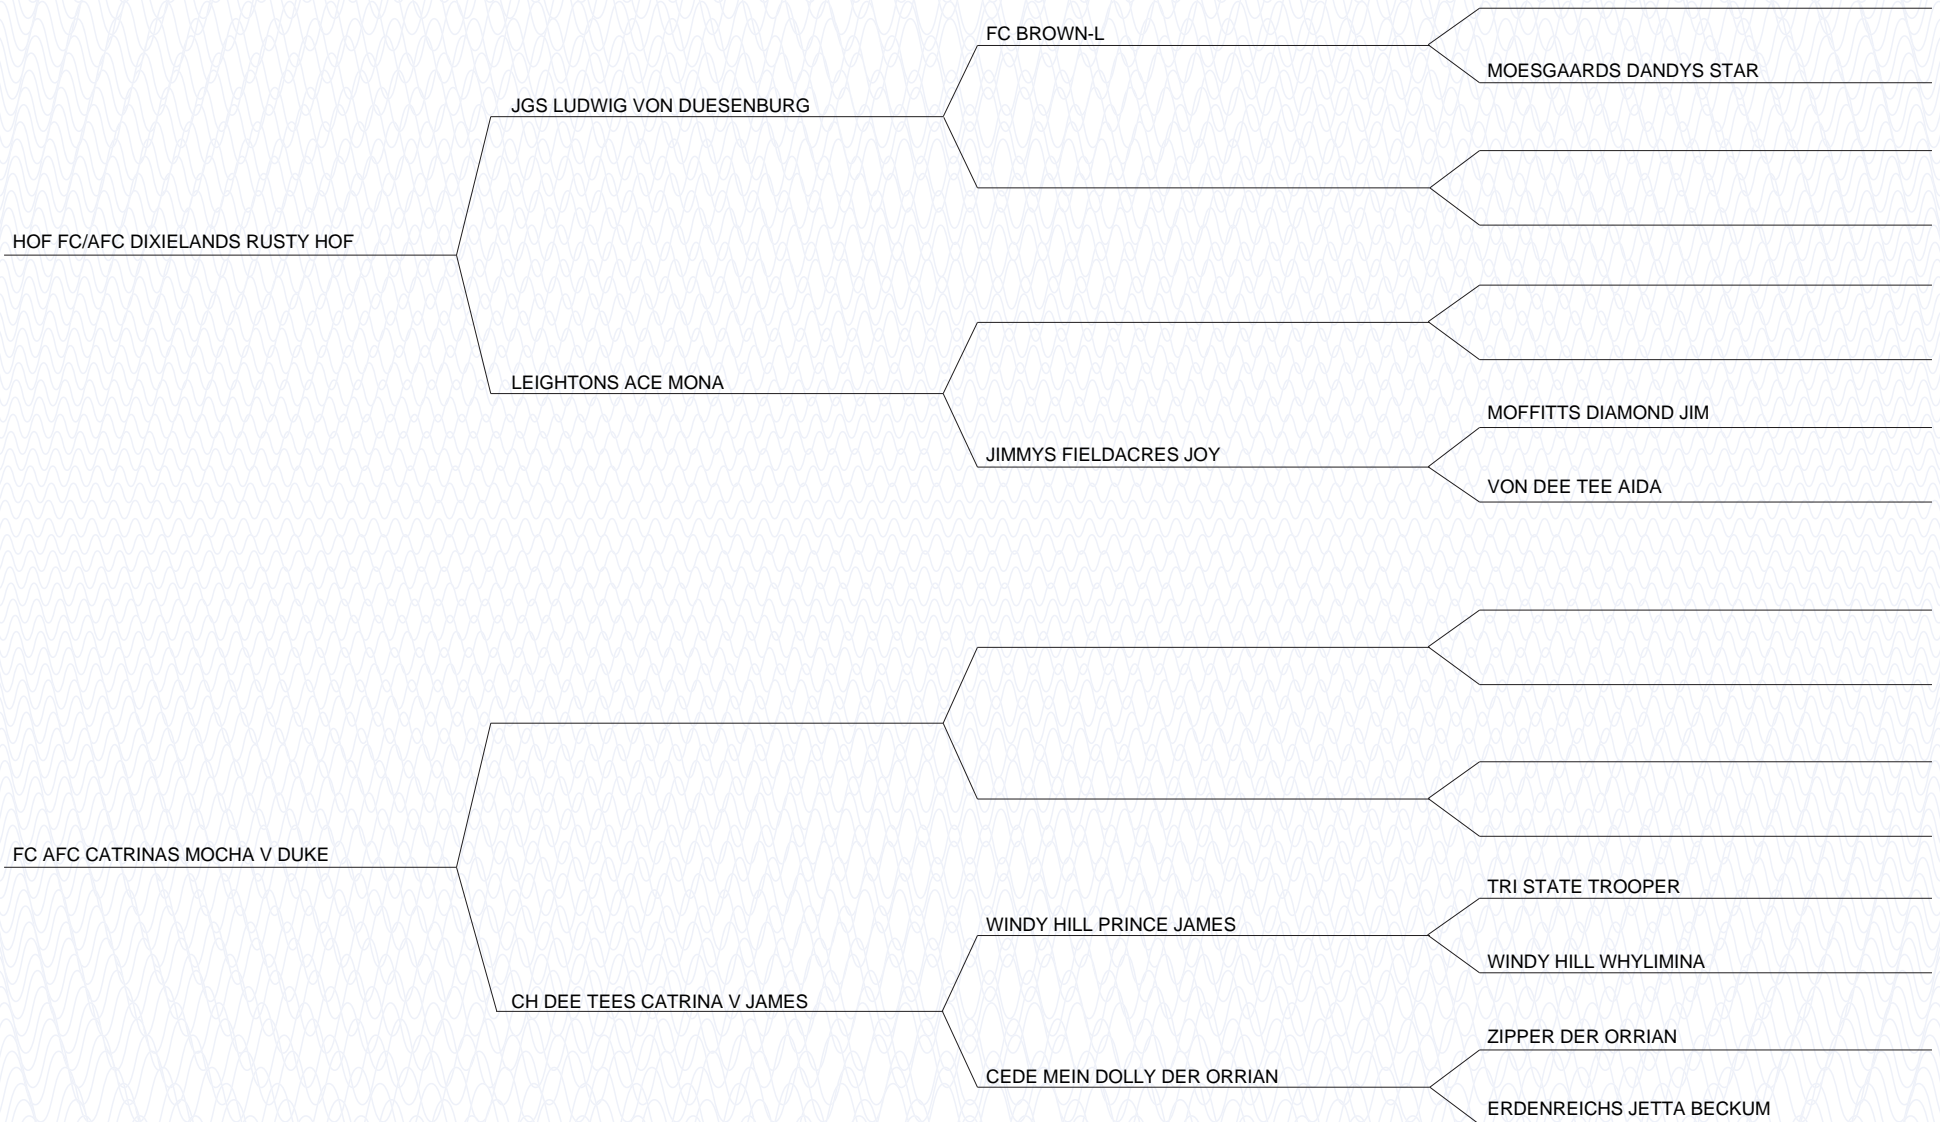 FC BROWN-L
MOESGAARDS DANDYS STAR
JGS LUDWIG VON DUESENBURG
HOF FC/AFC DIXIELANDS RUSTY HOF
LEIGHTONS ACE MONA
MOFFITTS DIAMOND JIM
JIMMYS FIELDACRES JOY
VON DEE TEE AIDA
FC AFC CATRINAS MOCHA V DUKE
TRI STATE TROOPER
WINDY HILL PRINCE JAMES
WINDY HILL WHYLIMINA
CH DEE TEES CATRINA V JAMES
ZIPPER DER ORRIAN
CEDE MEIN DOLLY DER ORRIAN
ERDENREICHS JETTA BECKUM